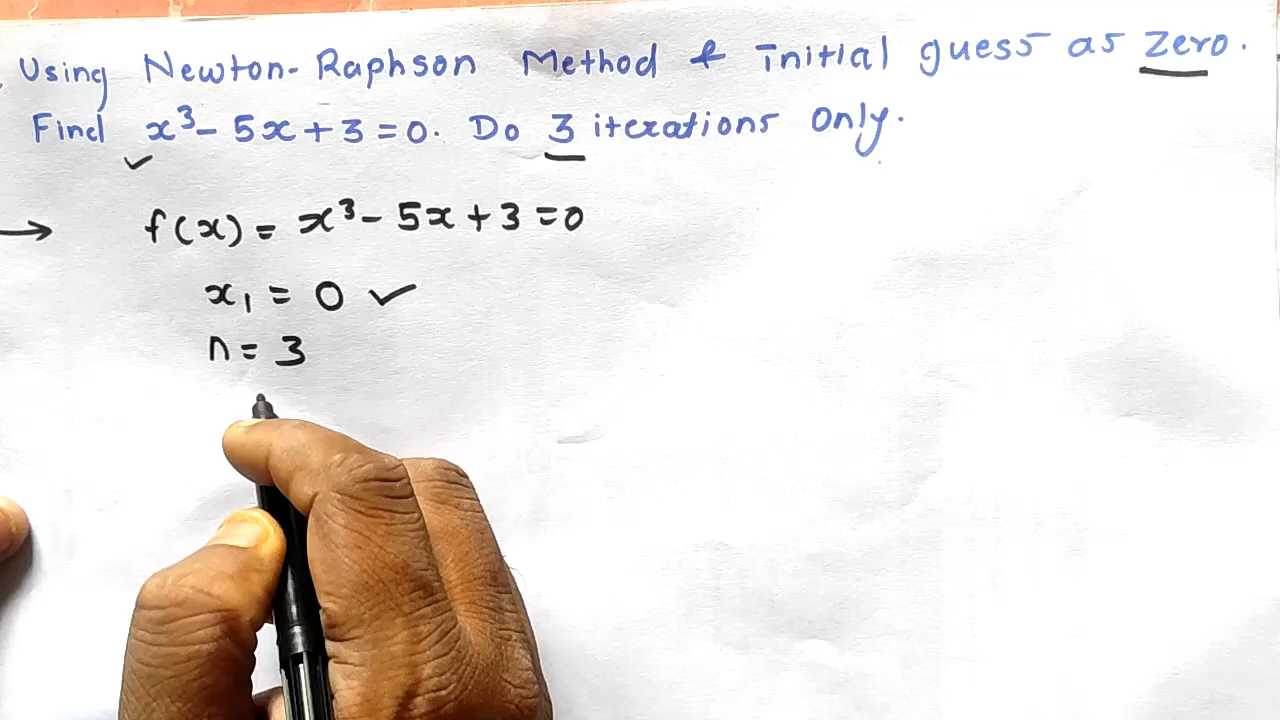 Using Newton-Raphson Method & Initial guess as Zero.
Find x³ - 5x + 3 = 0. Do 3 iterations only.
→ f(x) = x³ - 5x + 3 = 0
x₁ = 0 ✓
n = 3